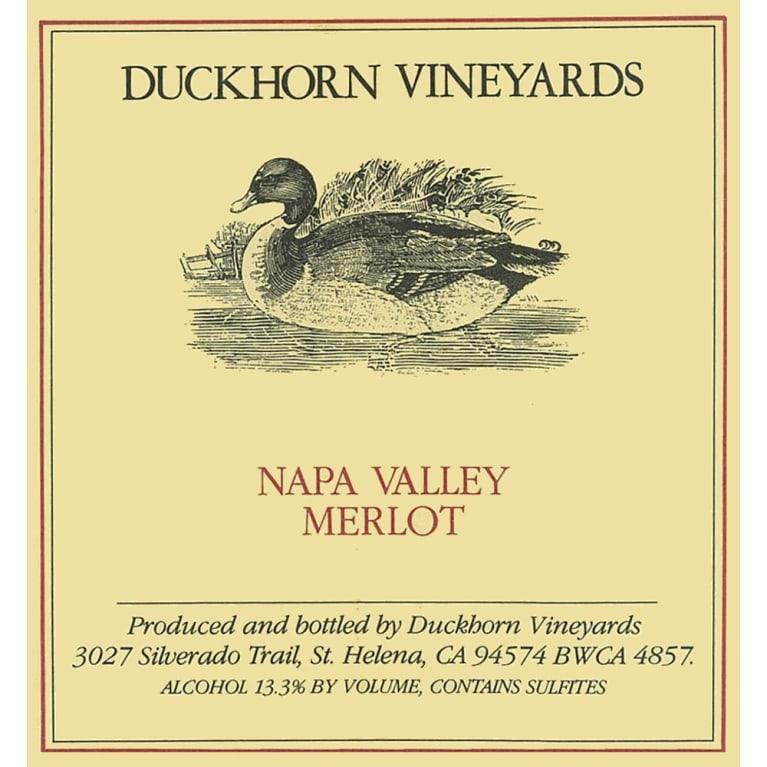 DUCKHORN VINEYARDS
NAPA VALLEY
MERLOT
Produced and bottled by Duckhorn Vineyards
3027 Silverado Trail, St. Helena, CA 94574 BWCA 4857.
ALCOHOL 13.3% BY VOLUME, CONTAINS SULFITES